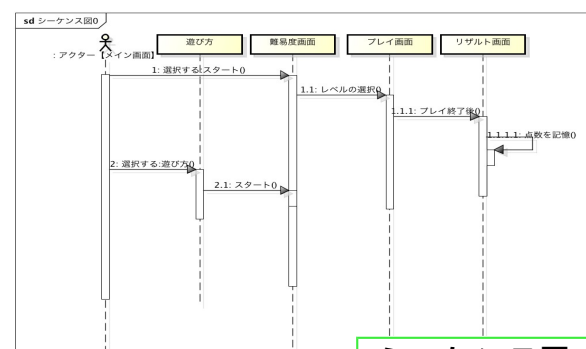 sd シーケンス図0
遊び方
難易度画面
プレイ画面
リザルト画面
: アクター【メイン画面】
1: 選択する:スタート()
1.1: レベルの選択()
1.1.1: プレイ終了後()
1.1.1.1: 点数を記憶()
2: 選択する:遊び方()
2.1: スタート()